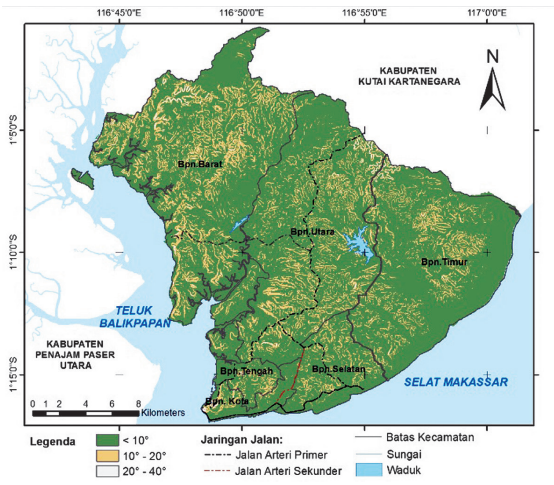 116°45'0"E 116°50'0"E 116°55'0"E 117°0'0"E
N
KABUPATEN
KUTAI KARTANEGARA
1°5'0"S
Bpn.Barat
Bpn.Utara
1°10'0"S
Bpn.Timur
TELUK
BALIKPAPAN
KABUPATEN
PENAJAM PASER
UTARA
1°15'0"S
Bpn.Tengah
Bpn.Selatan
SELAT MAKASSAR
Bpn. Kota
0 1 2 4 6 8
Kilometers
Legenda
< 10°
10° - 20°
20° - 40°
Jaringan Jalan:
Jalan Arteri Primer
Jalan Arteri Sekunder
Batas Kecamatan
Sungai
Waduk